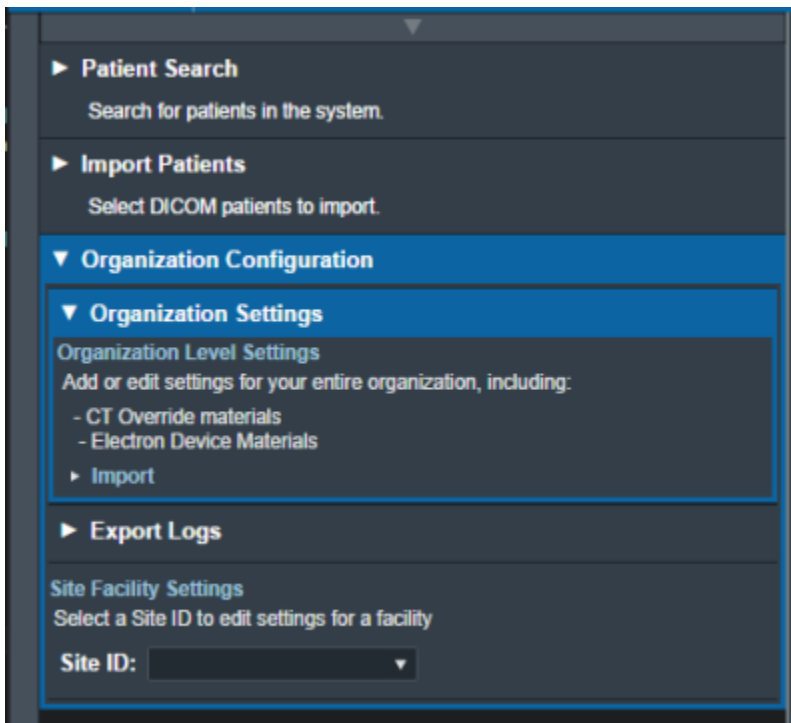 Patient Search
Search for patients in the system.
Import Patients
Select DICOM patients to import.
Organization Configuration
Organization Settings
Organization Level Settings
Add or edit settings for your entire organization, including:
- CT Override materials
- Electron Device Materials
Import
Export Logs
Site Facility Settings
Select a Site ID to edit settings for a facility
Site ID: